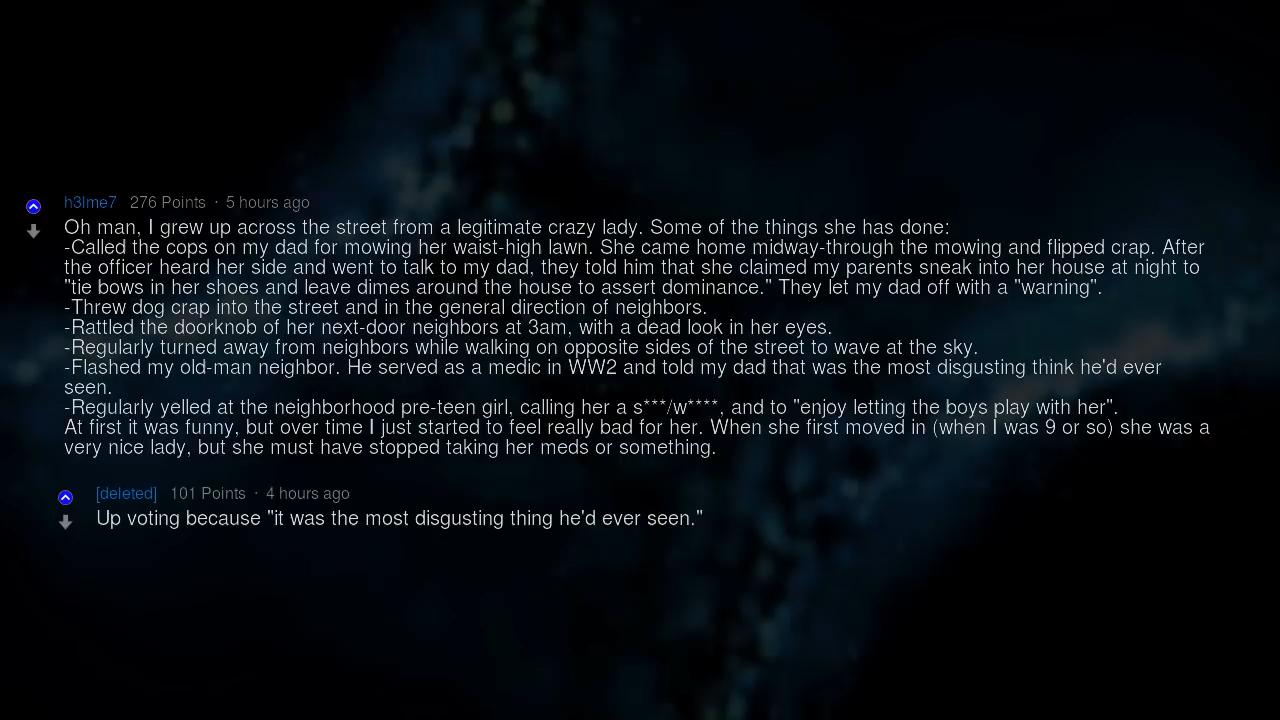 h3lme7 276 Points · 5 hours ago
Oh man, I grew up across the street from a legitimate crazy lady. Some of the things she has done:
-Called the cops on my dad for mowing her waist-high lawn. She came home midway-through the mowing and flipped crap. After
the officer heard her side and went to talk to my dad, they told him that she claimed my parents sneak into her house at night to
"tie bows in her shoes and leave dimes around the house to assert dominance." They let my dad off with a "warning".
-Threw dog crap into the street and in the general direction of neighbors.
-Rattled the doorknob of her next-door neighbors at 3am, with a dead look in her eyes.
-Regularly turned away from neighbors while walking on opposite sides of the street to wave at the sky.
-Flashed my old-man neighbor. He served as a medic in WW2 and told my dad that was the most disgusting think he'd ever
seen.
-Regularly yelled at the neighborhood pre-teen girl, calling her a s***/w****, and to "enjoy letting the boys play with her".
At first it was funny, but over time I just started to feel really bad for her. When she first moved in (when I was 9 or so) she was a
very nice lady, but she must have stopped taking her meds or something.
[deleted] 101 Points · 4 hours ago
Up voting because "it was the most disgusting thing he'd ever seen."